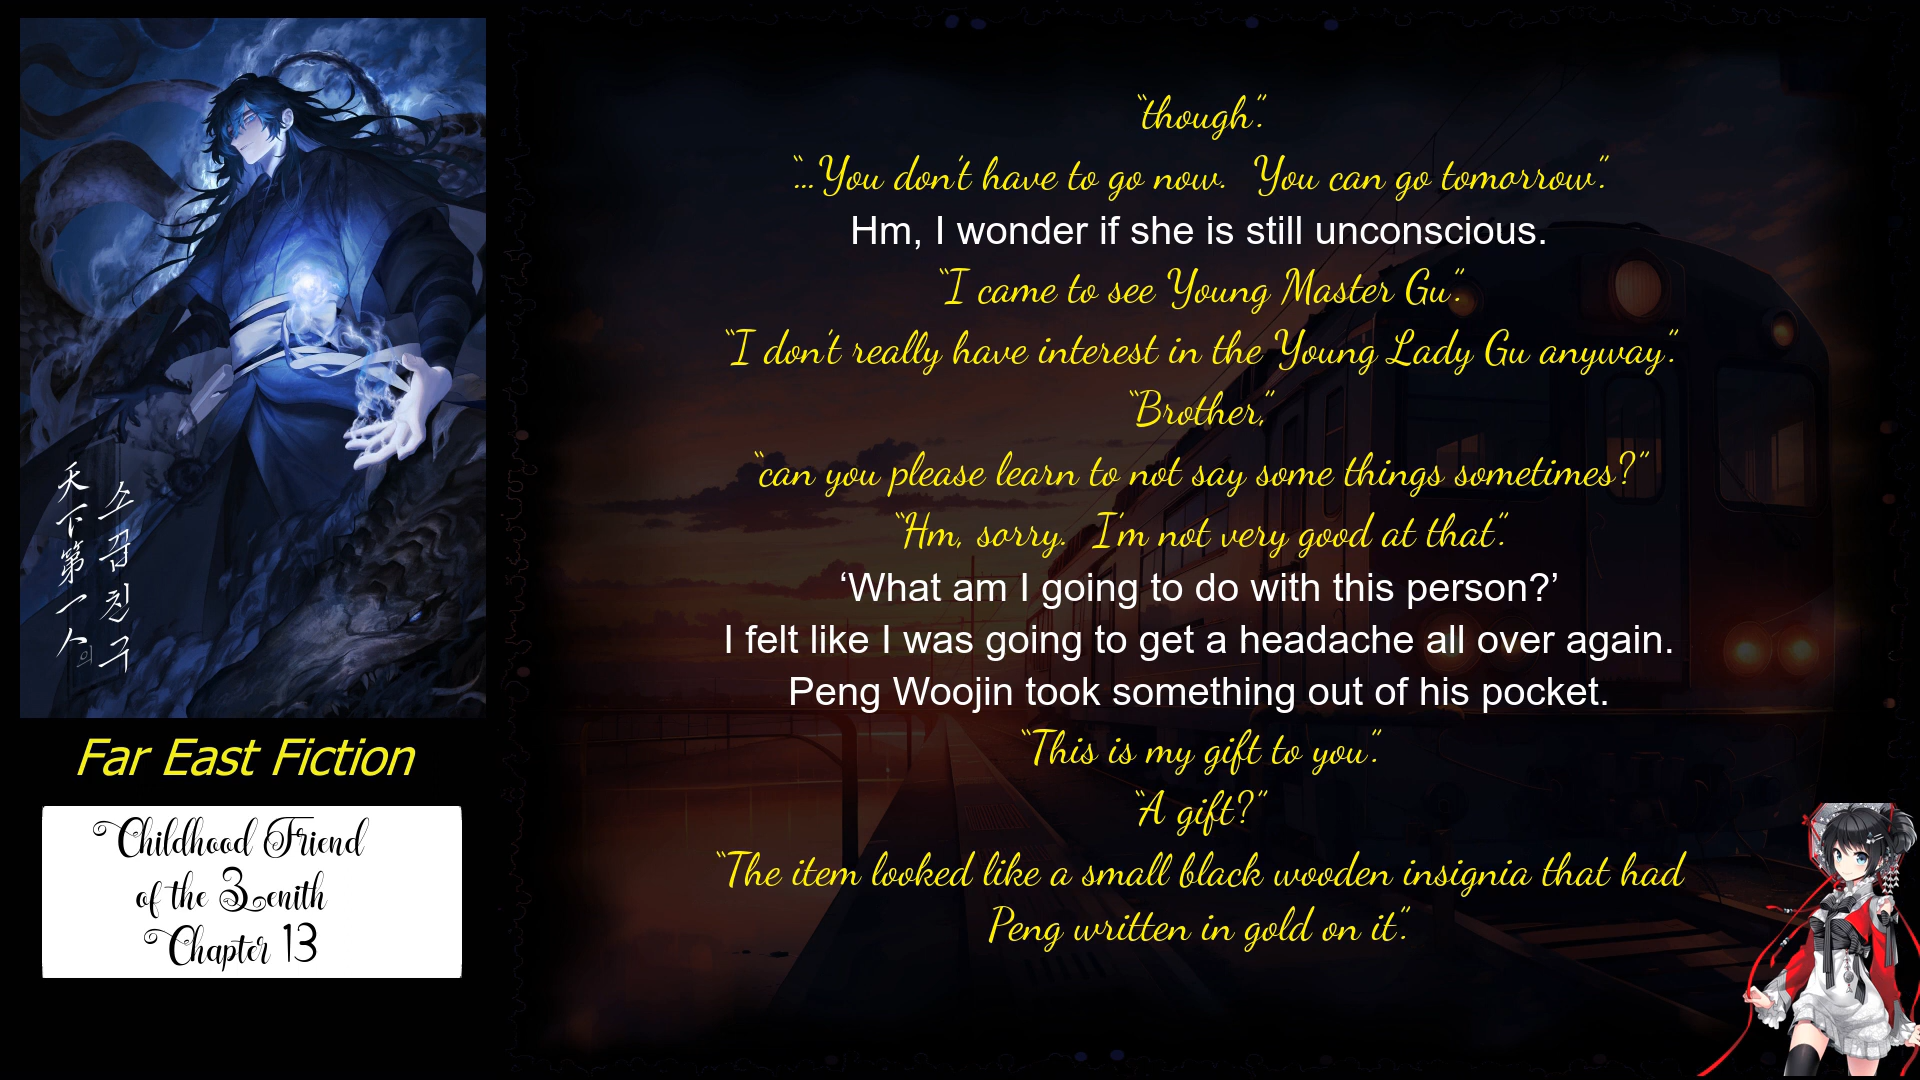 天下第一人의
소꿉친구
Far East Fiction
Childhood Friend
of the Zenith
Chapter 13
“though”.
“...You don’t have to go now. You can go tomorrow”.
Hm, I wonder if she is still unconscious.
“I came to see Young Master Gu”.
“I don’t really have interest in the Young Lady Gu anyway”.
“Brother,”
“can you please learn to not say some things sometimes?”
“Hm, sorry. I’m not very good at that”.
‘What am I going to do with this person?’
I felt like I was going to get a headache all over again.
Peng Woojin took something out of his pocket.
“This is my gift to you”.
“A gift?”
“The item looked like a small black wooden insignia that had
Peng written in gold on it”.